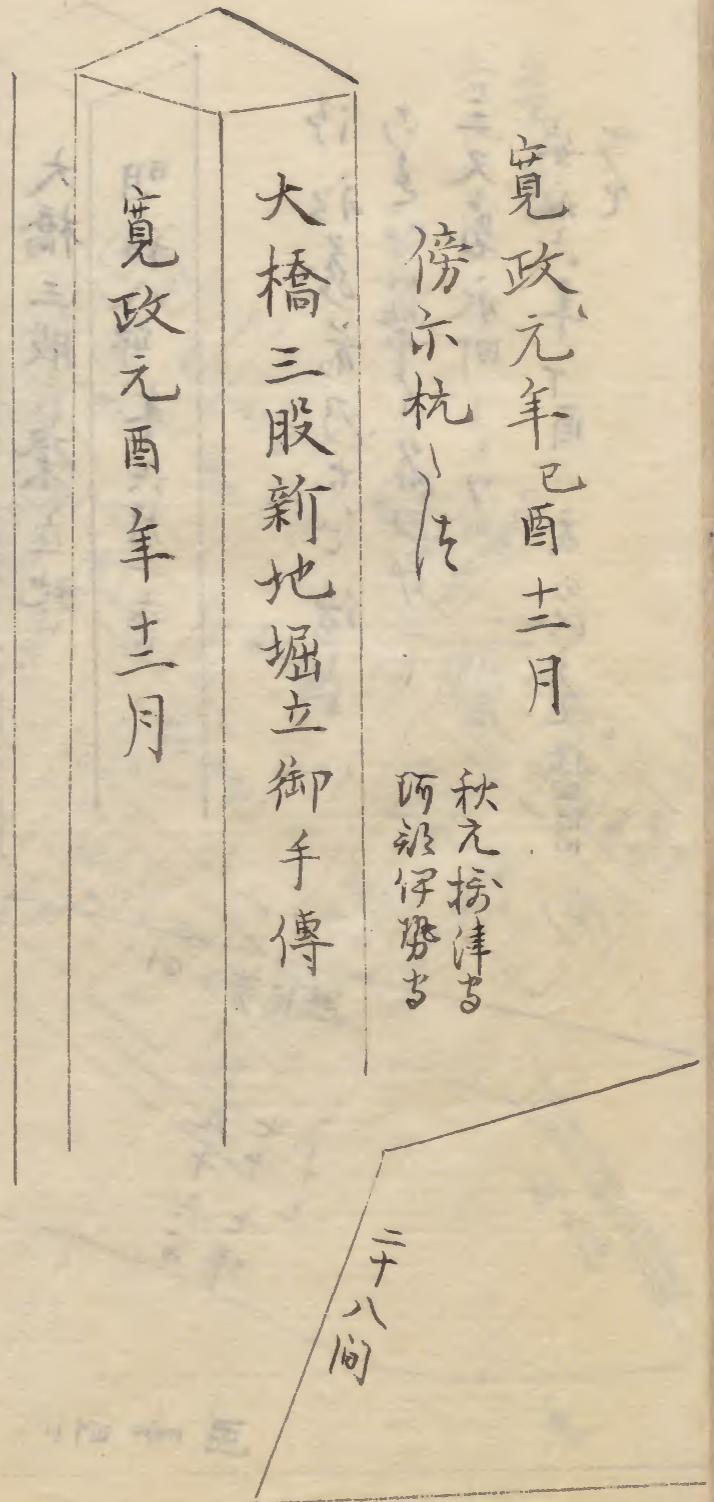 寛政元年己酉十二月
傍示杭之法
秋元摂津守
阿部伊勢守
大橋三股新地堀立御手傳
寛政元酉年十二月
二十八间